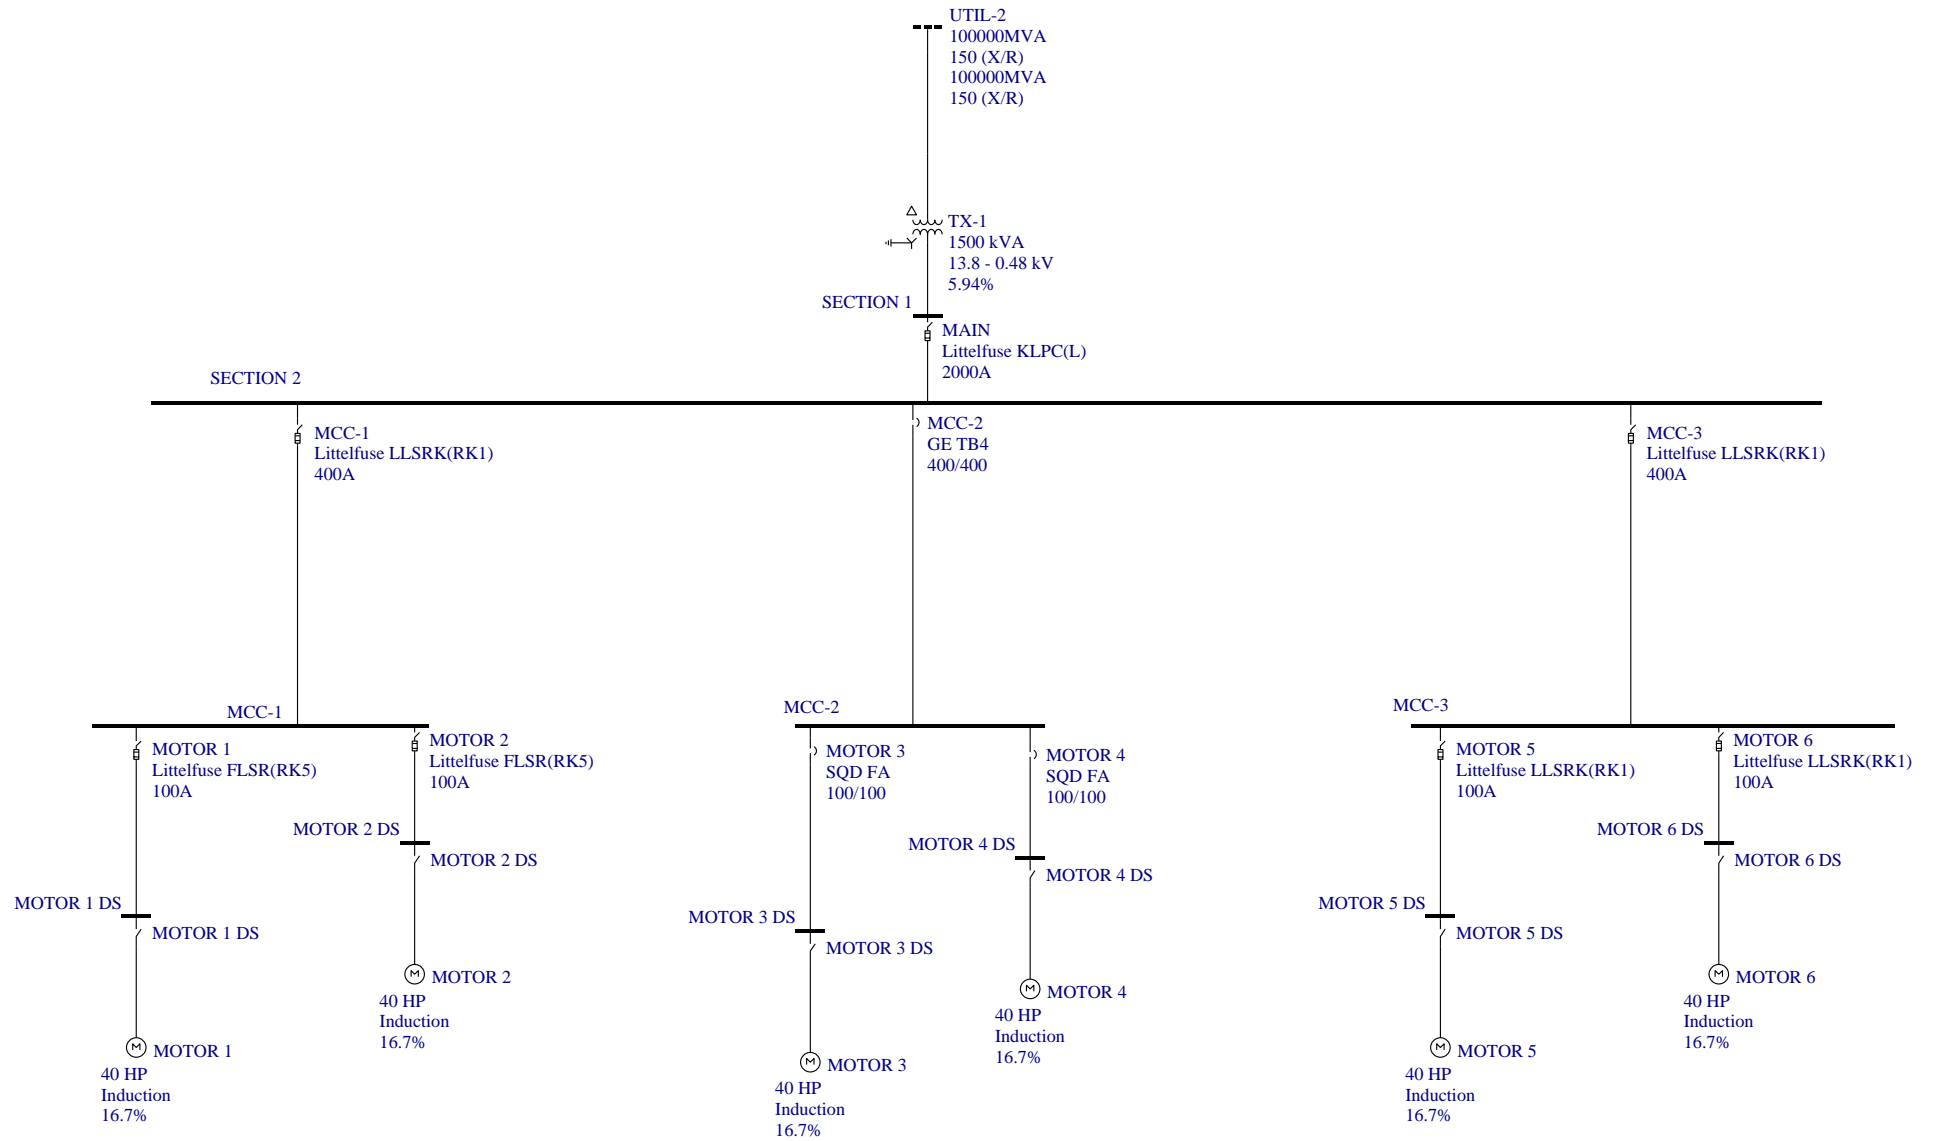 UTIL-2
100000MVA
150 (X/R)
100000MVA
150 (X/R)
TX-1
1500 kVA
13.8 - 0.48 kV
5.94%
SECTION 1
MAIN
Littelfuse KLPC(L)
2000A
SECTION 2
MCC-1
Littelfuse LLSRK(RK1)
400A
MCC-2
GE TB4
400/400
MCC-3
Littelfuse LLSRK(RK1)
400A
MCC-1
MOTOR 1
Littelfuse FLSR(RK5)
100A
MOTOR 2
Littelfuse FLSR(RK5)
100A
MOTOR 2 DS
MOTOR 2 DS
MOTOR 1 DS
MOTOR 1 DS
M
MOTOR 2
40 HP
Induction
16.7%
M
MOTOR 1
40 HP
Induction
16.7%
MCC-2
MOTOR 3
SQD FA
100/100
MOTOR 4
SQD FA
100/100
MOTOR 4 DS
MOTOR 4 DS
MOTOR 3 DS
MOTOR 3 DS
M
MOTOR 4
40 HP
Induction
16.7%
M
MOTOR 3
40 HP
Induction
16.7%
MCC-3
MOTOR 5
Littelfuse LLSRK(RK1)
100A
MOTOR 6
Littelfuse LLSRK(RK1)
100A
MOTOR 6 DS
MOTOR 6 DS
MOTOR 5 DS
MOTOR 5 DS
M
MOTOR 6
40 HP
Induction
16.7%
M
MOTOR 5
40 HP
Induction
16.7%